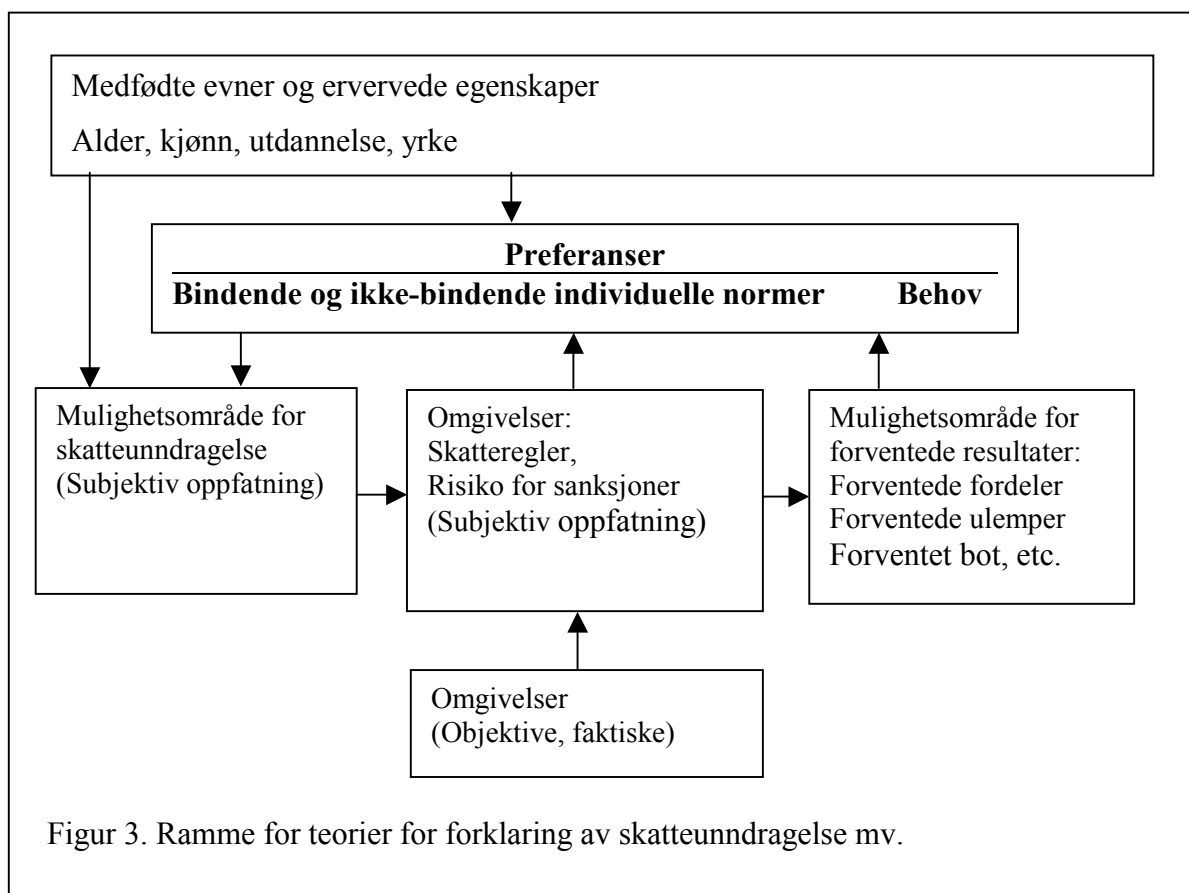 Medfødte evner og ervervede egenskaper
Alder, kjønn, utdannelse, yrke
Preferanser
Bindende og ikke-bindende individuelle normer Behov
Mulighetsområde for
skatteunndragelse
(Subjektiv oppfatning)
Omgivelser:
Skatteregler,
Risiko for sanksjoner
(Subjektiv oppfatning)
Mulighetsområde for
forventede resultater:
Forventede fordeler
Forventede ulemper
Forventet bot, etc.
Omgivelser
(Objektive, faktiske)
Figur 3. Ramme for teorier for forklaring av skatteunndragelse mv.